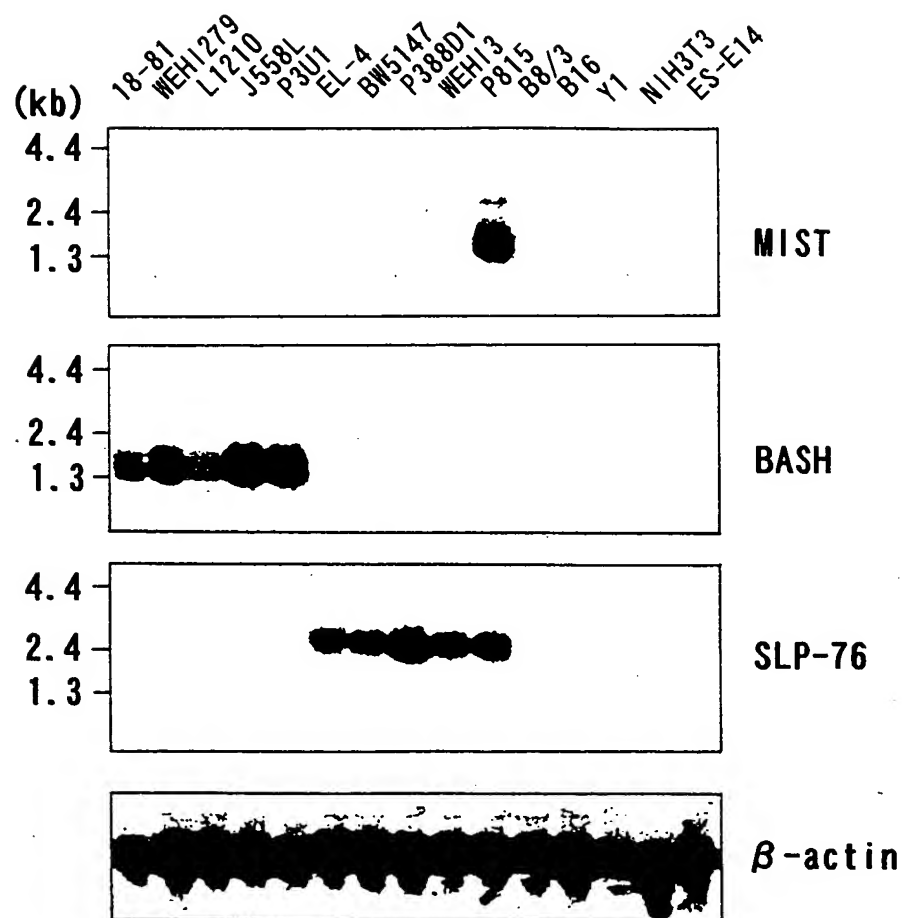 18-81 WEHI279 L1210 J558L P3U1 EL-4 BW5147 P388D1 WEHI3 P815 B8/3 B16 Y1 NIH3T3 ES-E14
(kb)
4.4
2.4
1.3
MIST
4.4
2.4
1.3
BASH
4.4
2.4
1.3
SLP-76
β-actin